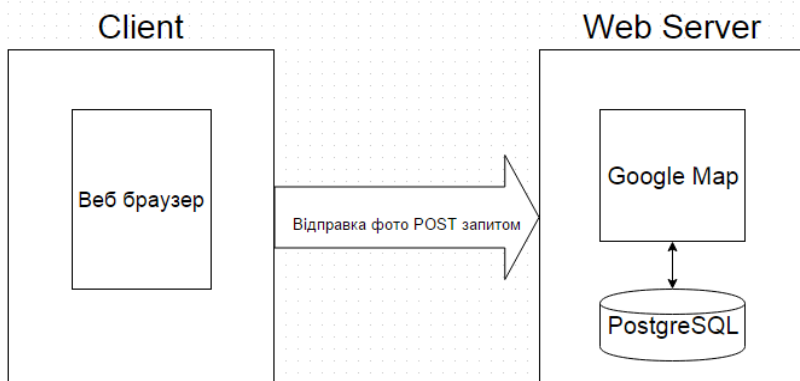 Client
Web Server
Веб браузер
Відправка фото POST запитом
Google Map
PostgreSQL